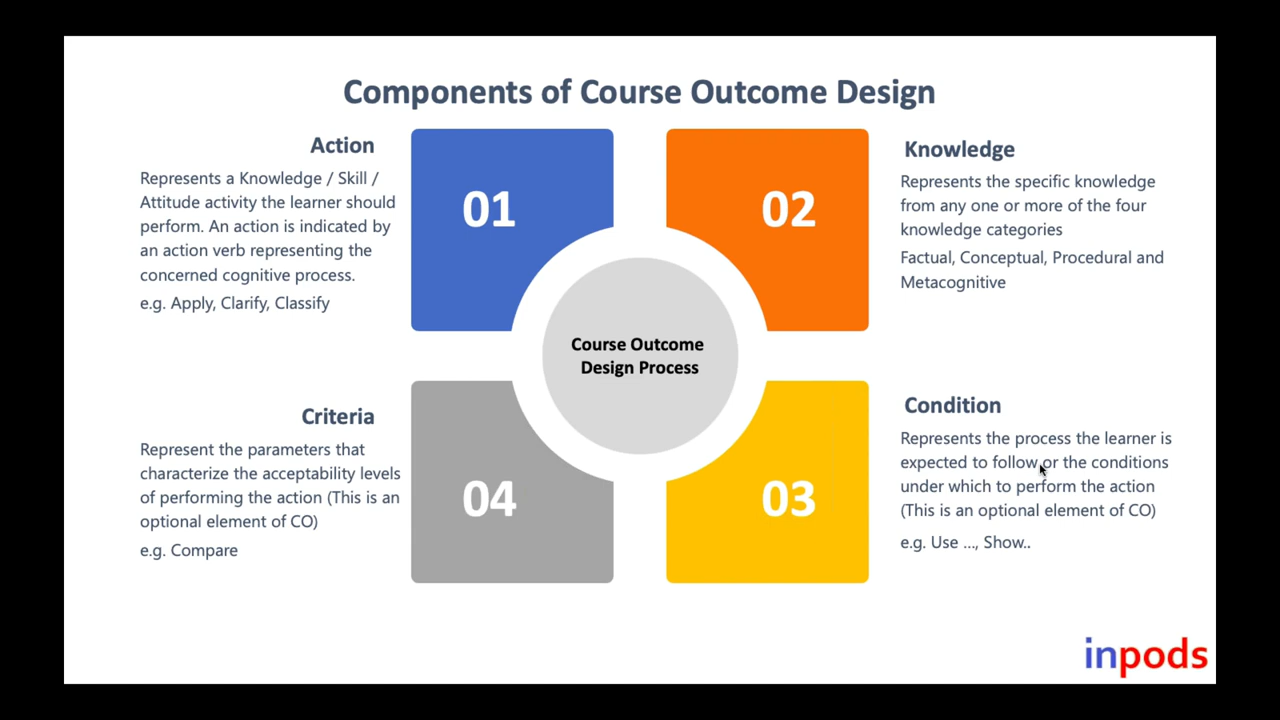 Components of Course Outcome Design
Action
Represents a Knowledge / Skill /
Attitude activity the learner should
perform. An action is indicated by
an action verb representing the
concerned cognitive process.
e.g. Apply, Clarify, Classify
01
02
Knowledge
Represents the specific knowledge
from any one or more of the four
knowledge categories
Factual, Conceptual, Procedural and
Metacognitive
Course Outcome
Design Process
Criteria
Represent the parameters that
characterize the acceptability levels
of performing the action (This is an
optional element of CO)
e.g. Compare
04
03
Condition
Represents the process the learner is
expected to follow or the conditions
under which to perform the action
(This is an optional element of CO)
e.g. Use ..., Show..
inpods